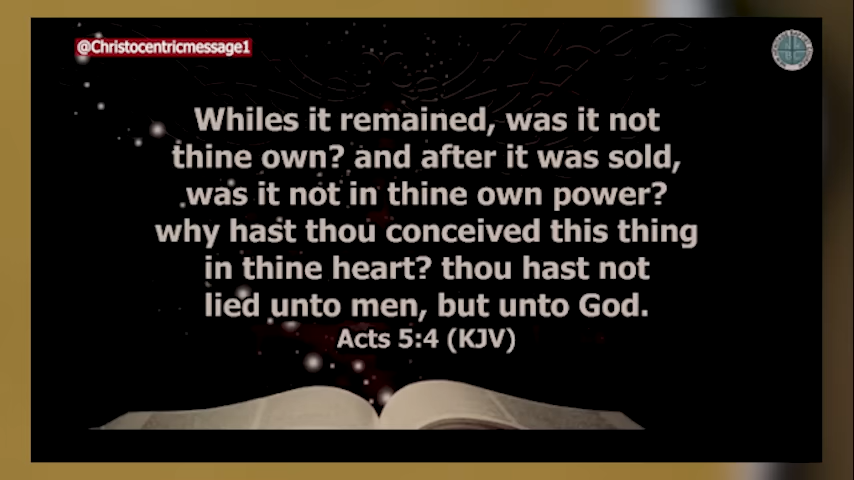 @Christocentricmessage1
Whiles it remained, was it not
thine own? and after it was sold,
was it not in thine own power?
why hast thou conceived this thing
in thine heart? thou hast not
lied unto men, but unto God.
Acts 5:4 (KJV)